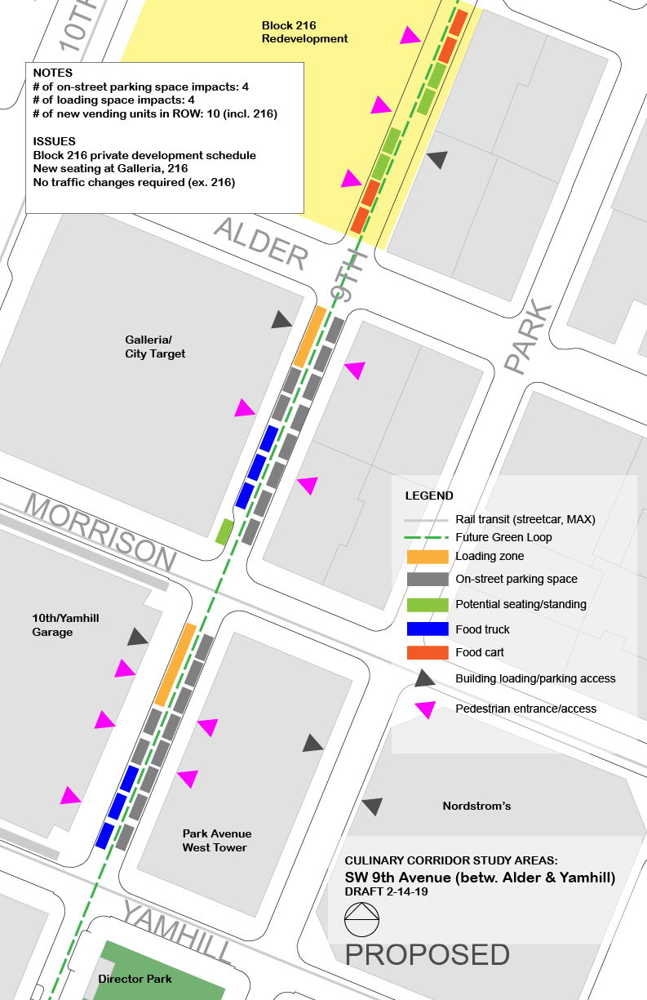 10TH
Block 216
Redevelopment
NOTES
# of on-street parking space impacts: 4
# of loading space impacts: 4
# of new vending units in ROW: 10 (incl. 216)
ISSUES
Block 216 private development schedule
New seating at Galleria, 216
No traffic changes required (ex. 216)
ALDER
9TH
PARK
Galleria/
City Target
MORRISON
LEGEND
Rail transit (streetcar, MAX)
Future Green Loop
Loading zone
On-street parking space
Potential seating/standing
Food truck
Food cart
Building loading/parking access
Pedestrian entrance/access
10th/Yamhill
Garage
Nordstrom's
Park Avenue
West Tower
CULINARY CORRIDOR STUDY AREAS:
SW 9th Avenue (betw. Alder & Yamhill)
DRAFT 2-14-19
PROPOSED
YAMHILL
Director Park